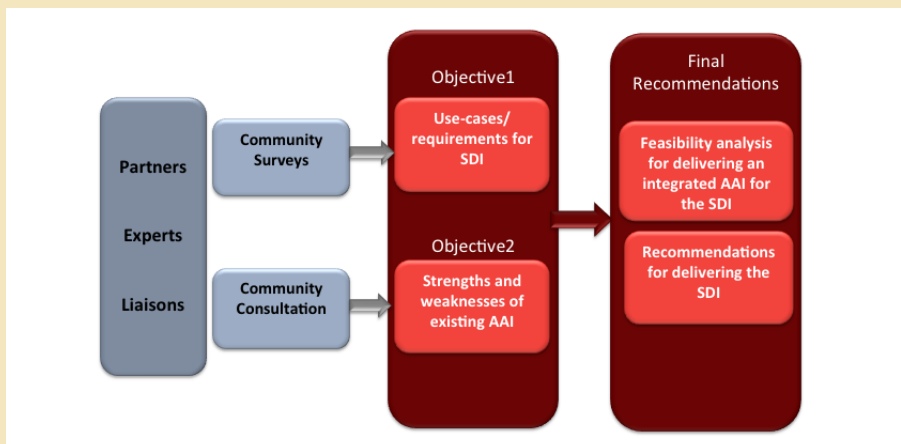 Partners
Experts
Liaisons
Community
Surveys
Community
Consultation
Objective1
Use-cases/
requirements for
SDI
Objective2
Strengths and
weaknesses of
existing AAI
Final
Recommendations
Feasibility analysis
for delivering an
integrated AAI for
the SDI
Recommendations
for delivering the
SDI